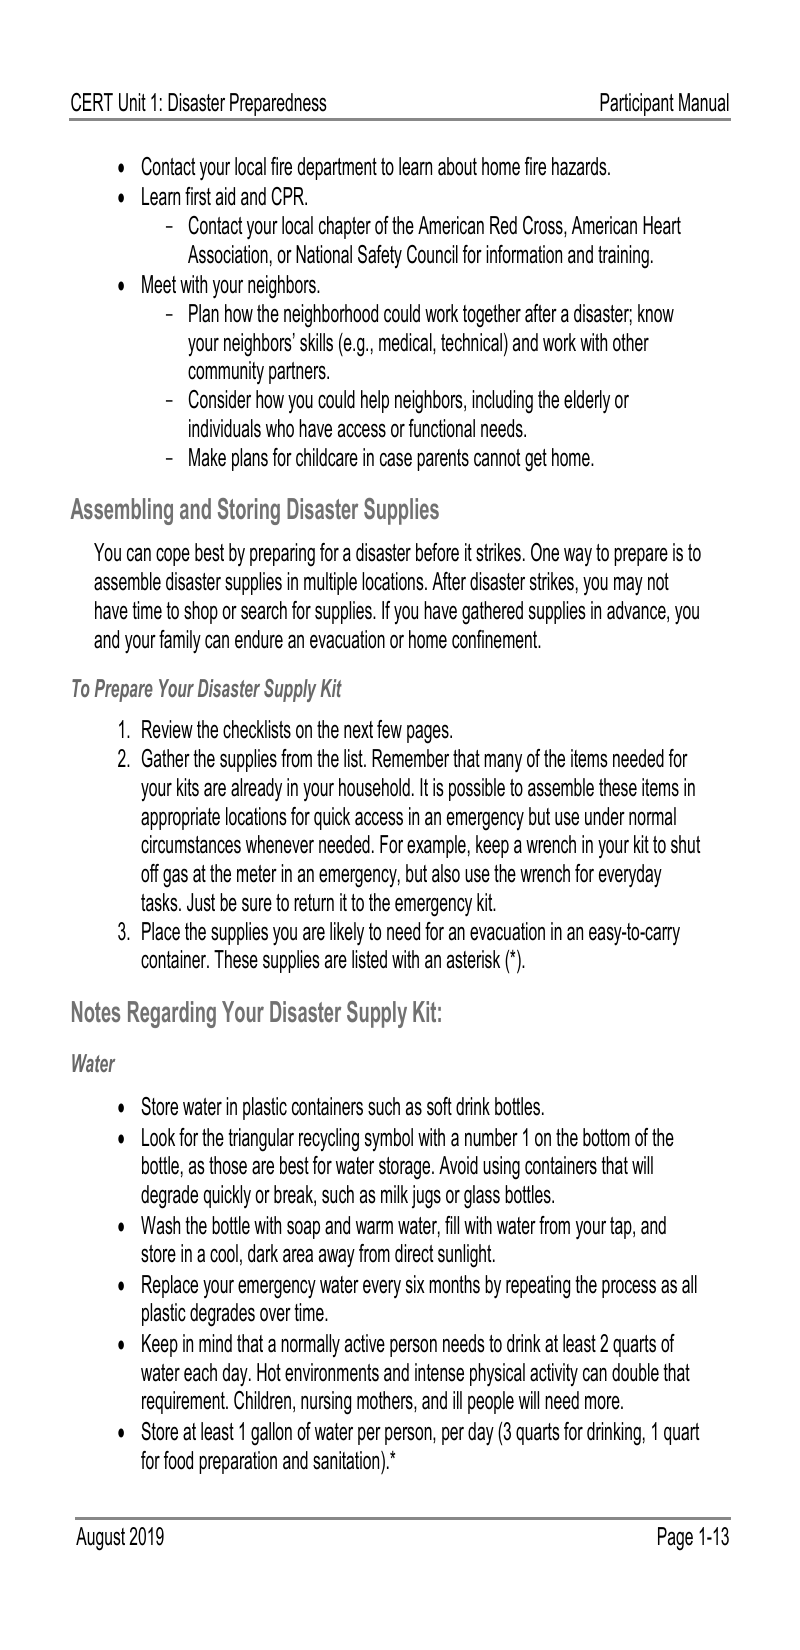 CERT Unit 1: Disaster Preparedness Participant Manual
• Contact your local fire department to learn about home fire hazards.
• Learn first aid and CPR.
− Contact your local chapter of the American Red Cross, American Heart
Association, or National Safety Council for information and training.
• Meet with your neighbors.
− Plan how the neighborhood could work together after a disaster; know
your neighbors’ skills (e.g., medical, technical) and work with other
community partners.
− Consider how you could help neighbors, including the elderly or
individuals who have access or functional needs.
− Make plans for childcare in case parents cannot get home.
Assembling and Storing Disaster Supplies
You can cope best by preparing for a disaster before it strikes. One way to prepare is to
assemble disaster supplies in multiple locations. After disaster strikes, you may not
have time to shop or search for supplies. If you have gathered supplies in advance, you
and your family can endure an evacuation or home confinement.
To Prepare Your Disaster Supply Kit
1. Review the checklists on the next few pages.
2. Gather the supplies from the list. Remember that many of the items needed for
your kits are already in your household. It is possible to assemble these items in
appropriate locations for quick access in an emergency but use under normal
circumstances whenever needed. For example, keep a wrench in your kit to shut
off gas at the meter in an emergency, but also use the wrench for everyday
tasks. Just be sure to return it to the emergency kit.
3. Place the supplies you are likely to need for an evacuation in an easy-to-carry
container. These supplies are listed with an asterisk (*).
Notes Regarding Your Disaster Supply Kit:
Water
• Store water in plastic containers such as soft drink bottles.
• Look for the triangular recycling symbol with a number 1 on the bottom of the
bottle, as those are best for water storage. Avoid using containers that will
degrade quickly or break, such as milk jugs or glass bottles.
• Wash the bottle with soap and warm water, fill with water from your tap, and
store in a cool, dark area away from direct sunlight.
• Replace your emergency water every six months by repeating the process as all
plastic degrades over time.
• Keep in mind that a normally active person needs to drink at least 2 quarts of
water each day. Hot environments and intense physical activity can double that
requirement. Children, nursing mothers, and ill people will need more.
• Store at least 1 gallon of water per person, per day (3 quarts for drinking, 1 quart
for food preparation and sanitation).*
August 2019 Page 1-13